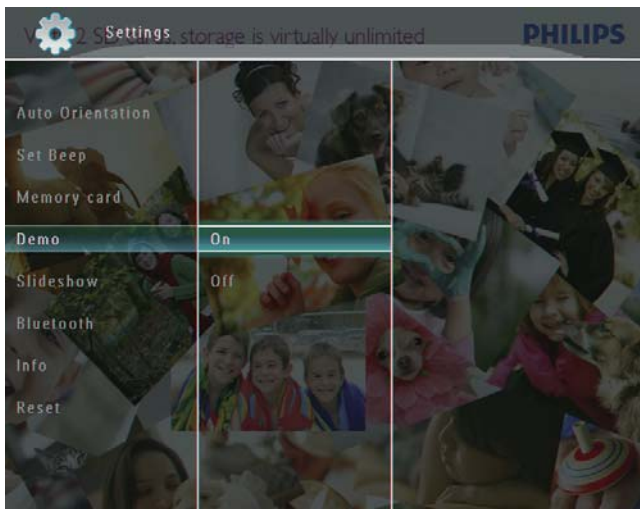 Settings
storage is virtually unlimited
PHILIPS
Auto Orientation
Set Beep
Memory card
Demo
On
Slideshow
Off
Bluetooth
Info
Reset